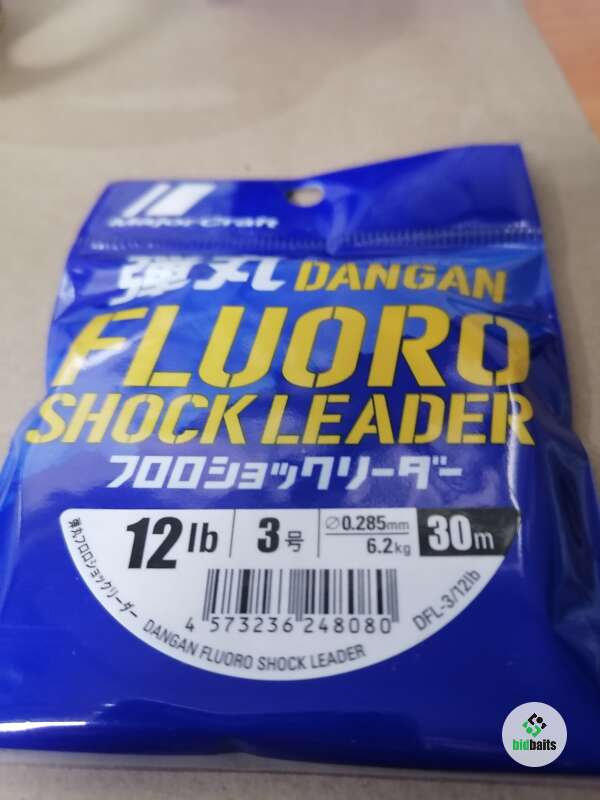 Major Craft
弾丸 DANGAN
FLUORO
SHOCK LEADER
フロロショックリーダー
弾丸フロロショックリーダー
12lb 3号 ∅0.285mm 30m
6.2kg
4 573236 248080
DANGAN FLUORO SHOCK LEADER
DFL-3/12lb
bidbaits